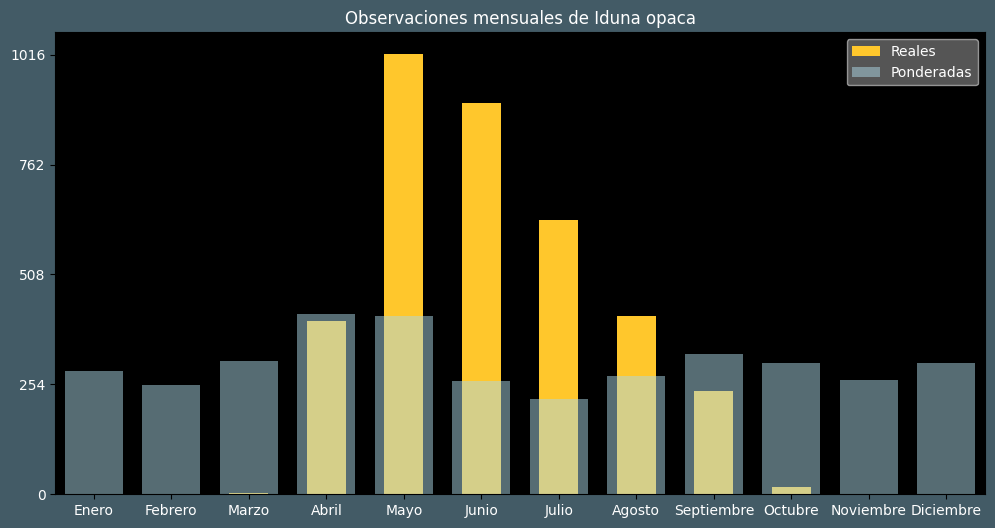 Observaciones mensuales de Iduna opaca
Reales
Ponderadas
1016
762
508
254
0
Enero Febrero Marzo Abril Mayo Junio Julio Agosto Septiembre Octubre Noviembre Diciembre